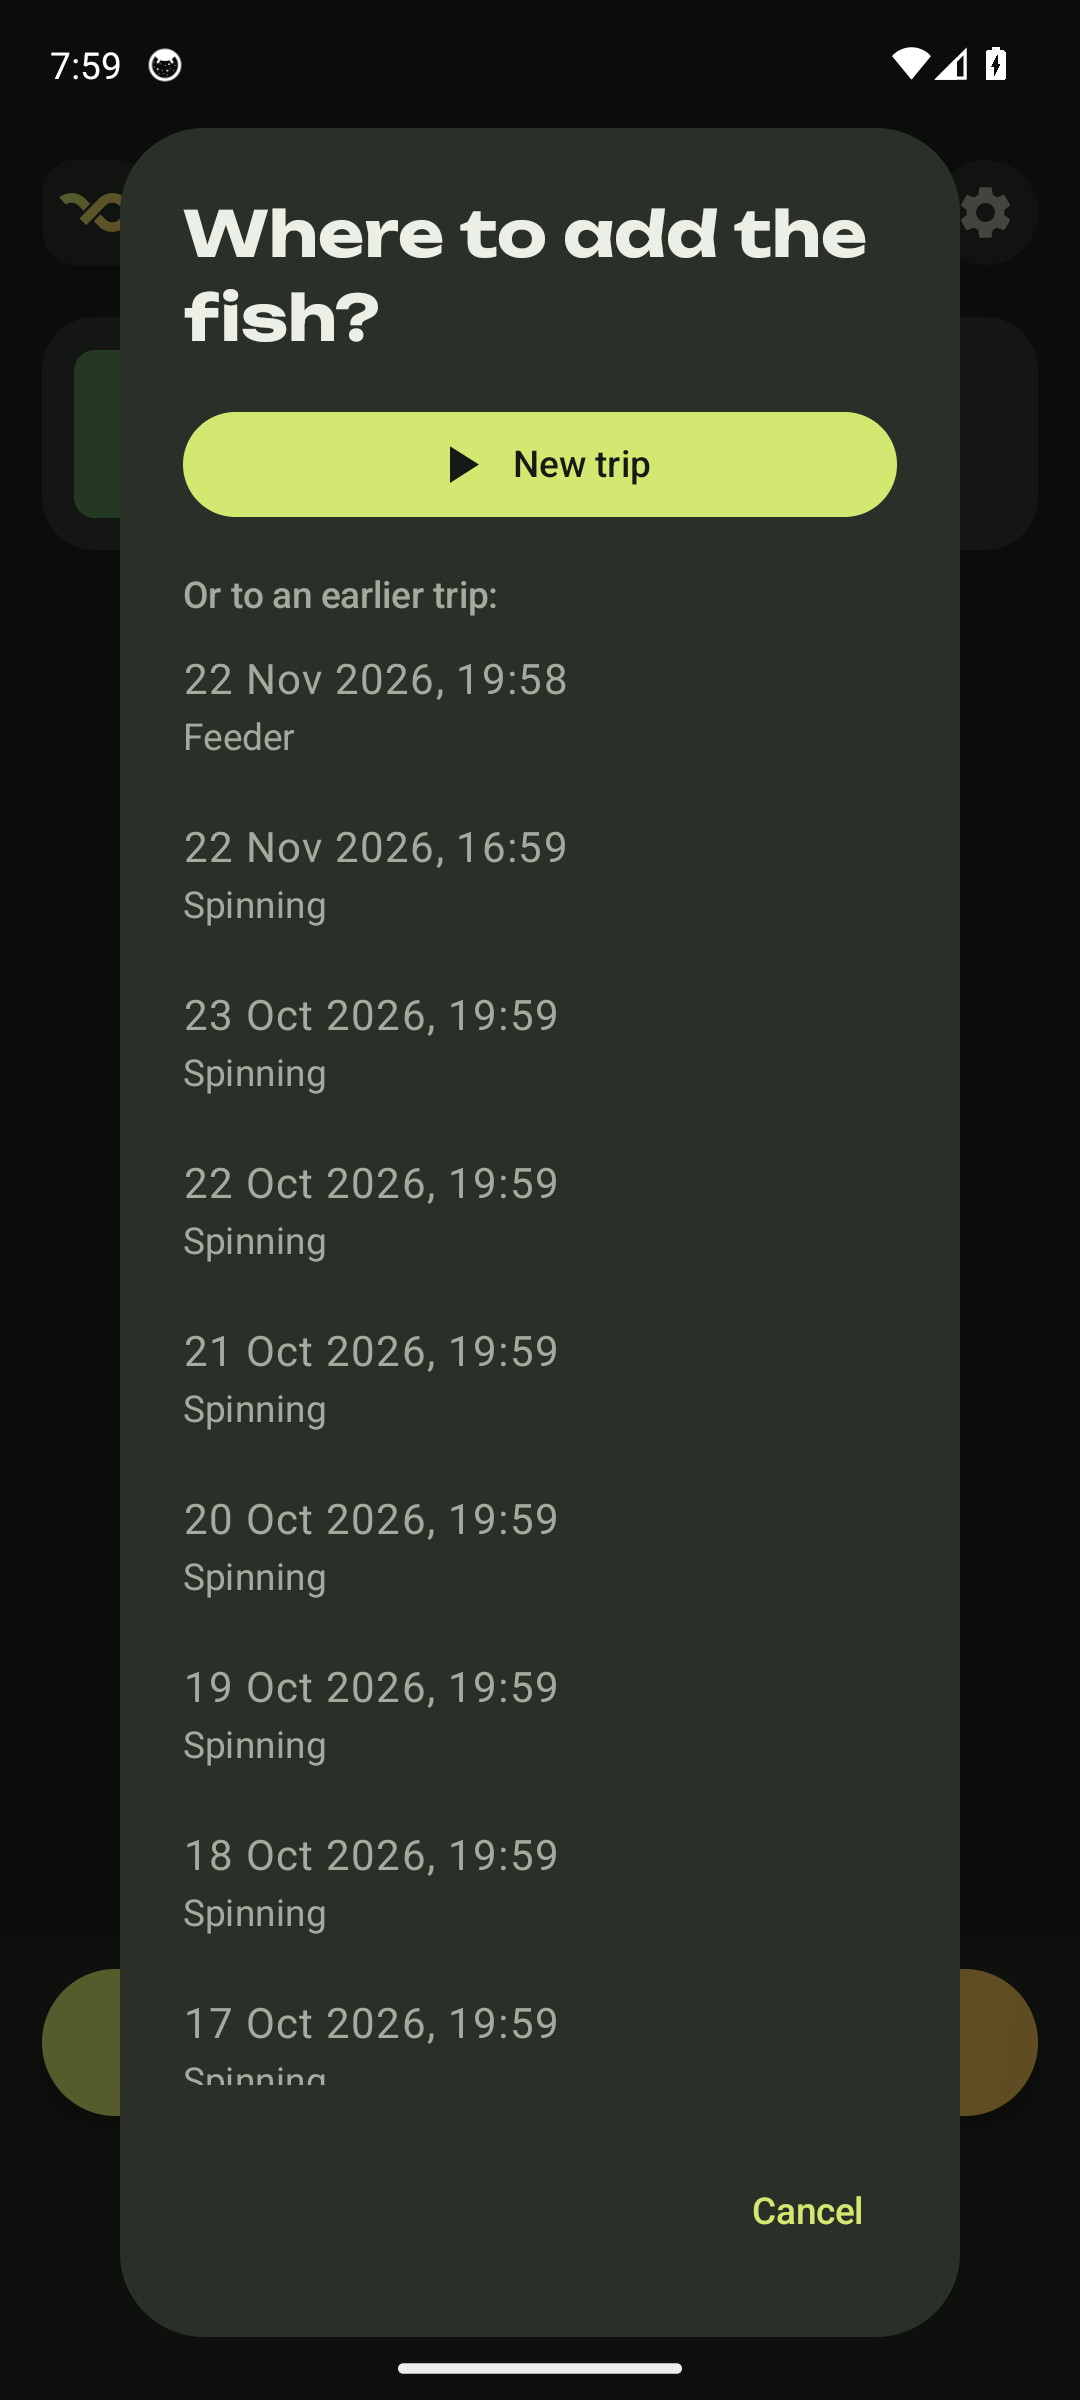 7:59
Where to add the
fish?
New trip
Or to an earlier trip:
22 Nov 2026, 19:58
Feeder
22 Nov 2026, 16:59
Spinning
23 Oct 2026, 19:59
Spinning
22 Oct 2026, 19:59
Spinning
21 Oct 2026, 19:59
Spinning
20 Oct 2026, 19:59
Spinning
19 Oct 2026, 19:59
Spinning
18 Oct 2026, 19:59
Spinning
17 Oct 2026, 19:59
Spinning
Cancel